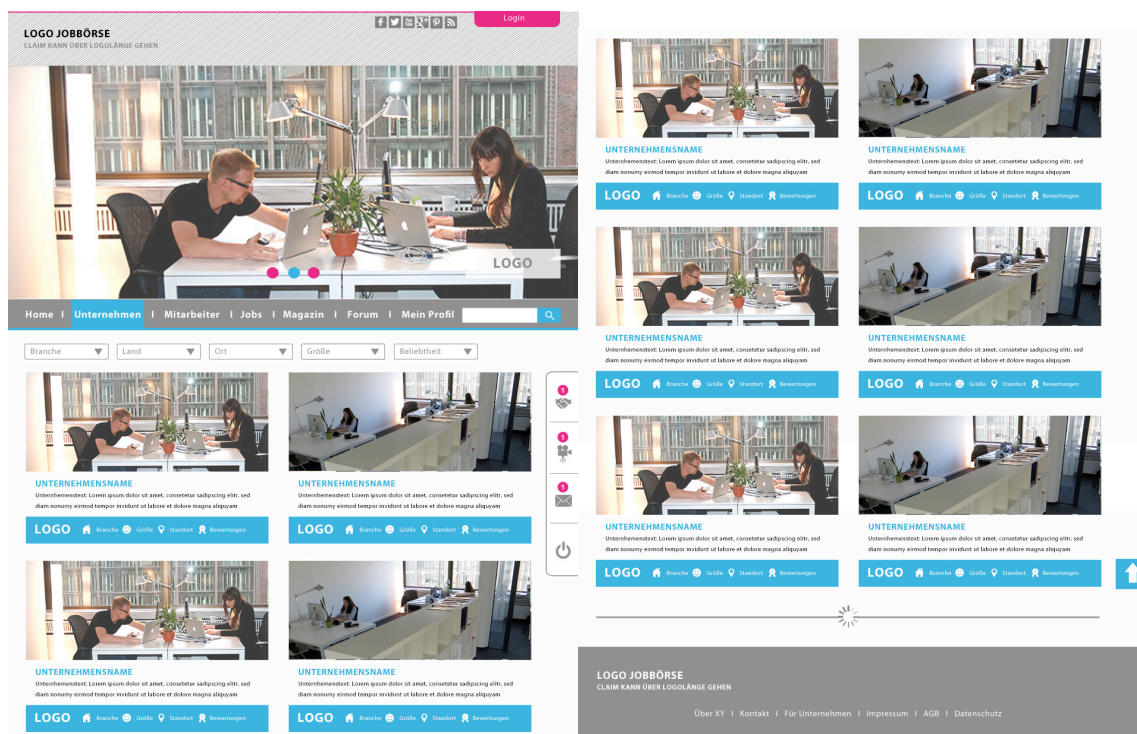 Login
LOGO JOBBÖRSE
CLAIM KANN ÜBER LOGOLÄNGE GEHEN
LOGO
Home I Unternehmen I Mitarbeiter I Jobs I Magazin I Forum I Mein Profil
Branche Land Ort Größe Beliebtheit
1
1
1
UNTERNEHMENSNAME
Unternhemenstext: Lorem ipsum dolor sit amet, consetetur sadipscing elitr, sed
diam nonumy eirmod tempor invidunt ut labore et dolore magna aliquyam
LOGO Branche Größe Standort Bewertungen
UNTERNEHMENSNAME
Unternhemenstext: Lorem ipsum dolor sit amet, consetetur sadipscing elitr, sed
diam nonumy eirmod tempor invidunt ut labore et dolore magna aliquyam
LOGO Branche Größe Standort Bewertungen
UNTERNEHMENSNAME
Unternhemenstext: Lorem ipsum dolor sit amet, consetetur sadipscing elitr, sed
diam nonumy eirmod tempor invidunt ut labore et dolore magna aliquyam
LOGO Branche Größe Standort Bewertungen
UNTERNEHMENSNAME
Unternhemenstext: Lorem ipsum dolor sit amet, consetetur sadipscing elitr, sed
diam nonumy eirmod tempor invidunt ut labore et dolore magna aliquyam
LOGO Branche Größe Standort Bewertungen
UNTERNEHMENSNAME
Unternhemenstext: Lorem ipsum dolor sit amet, consetetur sadipscing elitr, sed
diam nonumy eirmod tempor invidunt ut labore et dolore magna aliquyam
LOGO Branche Größe Standort Bewertungen
UNTERNEHMENSNAME
Unternhemenstext: Lorem ipsum dolor sit amet, consetetur sadipscing elitr, sed
diam nonumy eirmod tempor invidunt ut labore et dolore magna aliquyam
LOGO Branche Größe Standort Bewertungen
UNTERNEHMENSNAME
Unternhemenstext: Lorem ipsum dolor sit amet, consetetur sadipscing elitr, sed
diam nonumy eirmod tempor invidunt ut labore et dolore magna aliquyam
LOGO Branche Größe Standort Bewertungen
UNTERNEHMENSNAME
Unternhemenstext: Lorem ipsum dolor sit amet, consetetur sadipscing elitr, sed
diam nonumy eirmod tempor invidunt ut labore et dolore magna aliquyam
LOGO Branche Größe Standort Bewertungen
UNTERNEHMENSNAME
Unternhemenstext: Lorem ipsum dolor sit amet, consetetur sadipscing elitr, sed
diam nonumy eirmod tempor invidunt ut labore et dolore magna aliquyam
LOGO Branche Größe Standort Bewertungen
UNTERNEHMENSNAME
Unternhemenstext: Lorem ipsum dolor sit amet, consetetur sadipscing elitr, sed
diam nonumy eirmod tempor invidunt ut labore et dolore magna aliquyam
LOGO Branche Größe Standort Bewertungen
LOGO JOBBÖRSE
CLAIM KANN ÜBER LOGOLÄNGE GEHEN
Über XY I Kontakt I Für Unternehmen I Impressum I AGB I Datenschutz